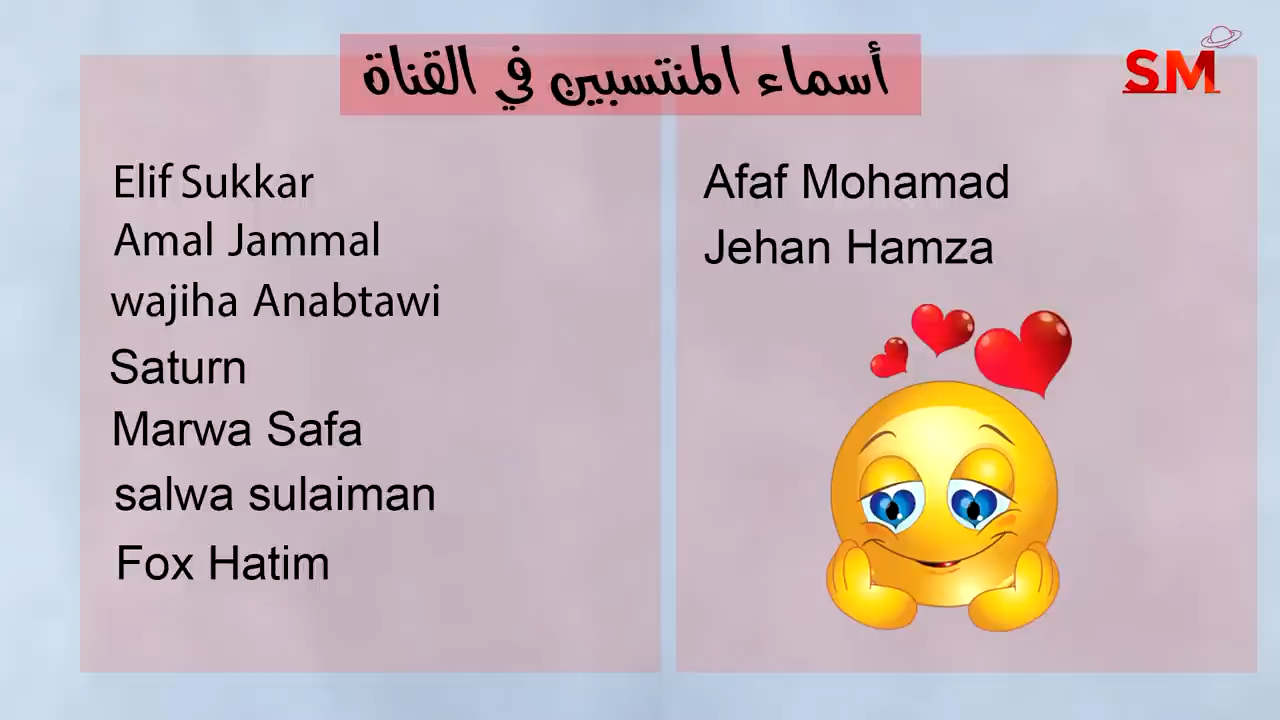 أسماء المنتسبين في القناة
SM
Elif Sukkar
Amal Jammal
wajiha Anabtawi
Saturn
Marwa Safa
salwa sulaiman
Fox Hatim
Afaf Mohamad
Jehan Hamza